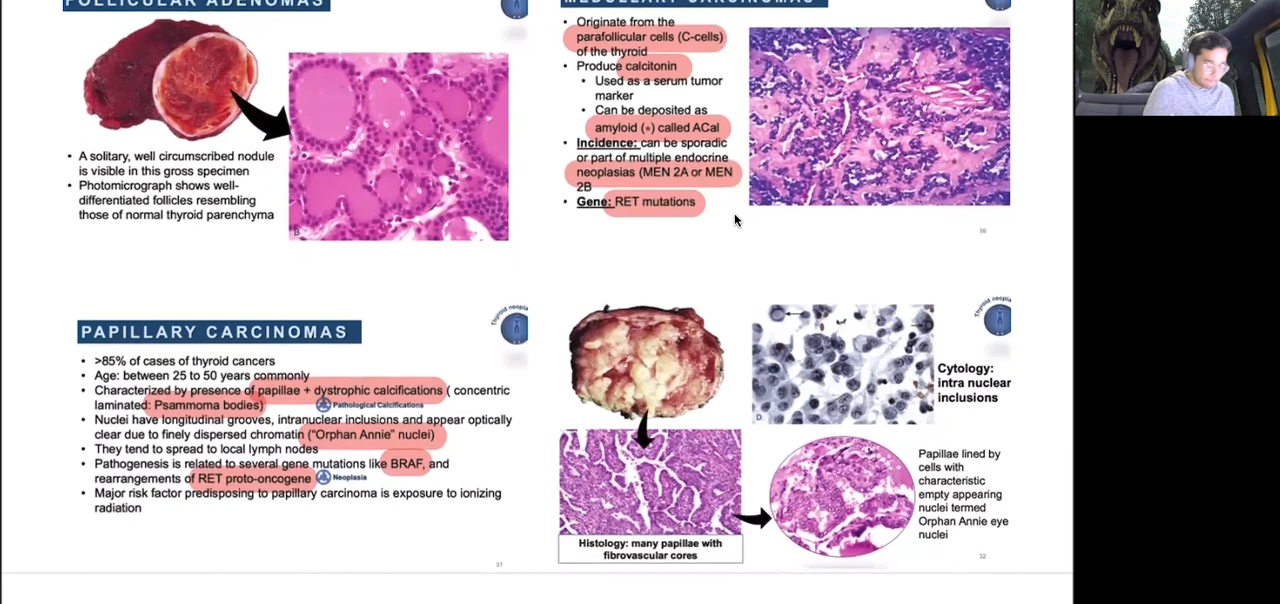 FOLLICULAR ADENOMAS
• A solitary, well circumscribed nodule
is visible in this gross specimen
• Photomicrograph shows well-
differentiated follicles resembling
those of normal thyroid parenchyma
B
MEDULLARY CARCINOMAS
• Originate from the
parafollicular cells (C-cells)
of the thyroid
• Produce calcitonin
• Used as a serum tumor
marker
• Can be deposited as
amyloid (*) called ACal
• Incidence: can be sporadic
or part of multiple endocrine
neoplasias (MEN 2A or MEN
2B
• Gene: RET mutations
30
Thyroid neopla
PAPILLARY CARCINOMAS
• >85% of cases of thyroid cancers
• Age: between 25 to 50 years commonly
• Characterized by presence of papillae + dystrophic calcifications ( concentric
laminated: Psammoma bodies) Pathological Calcifications
• Nuclei have longitudinal grooves, intranuclear inclusions and appear optically
clear due to finely dispersed chromatin (“Orphan Annie” nuclei)
• They tend to spread to local lymph nodes
• Pathogenesis is related to several gene mutations like BRAF, and
rearrangements of RET proto-oncogene Neoplasia
• Major risk factor predisposing to papillary carcinoma is exposure to ionizing
radiation
31
Thyroid neopla
D
Cytology:
intra nuclear
inclusions
Histology: many papillae with
fibrovascular cores
Papillae lined by
cells with
characteristic
empty appearing
nuclei termed
Orphan Annie eye
nuclei
32